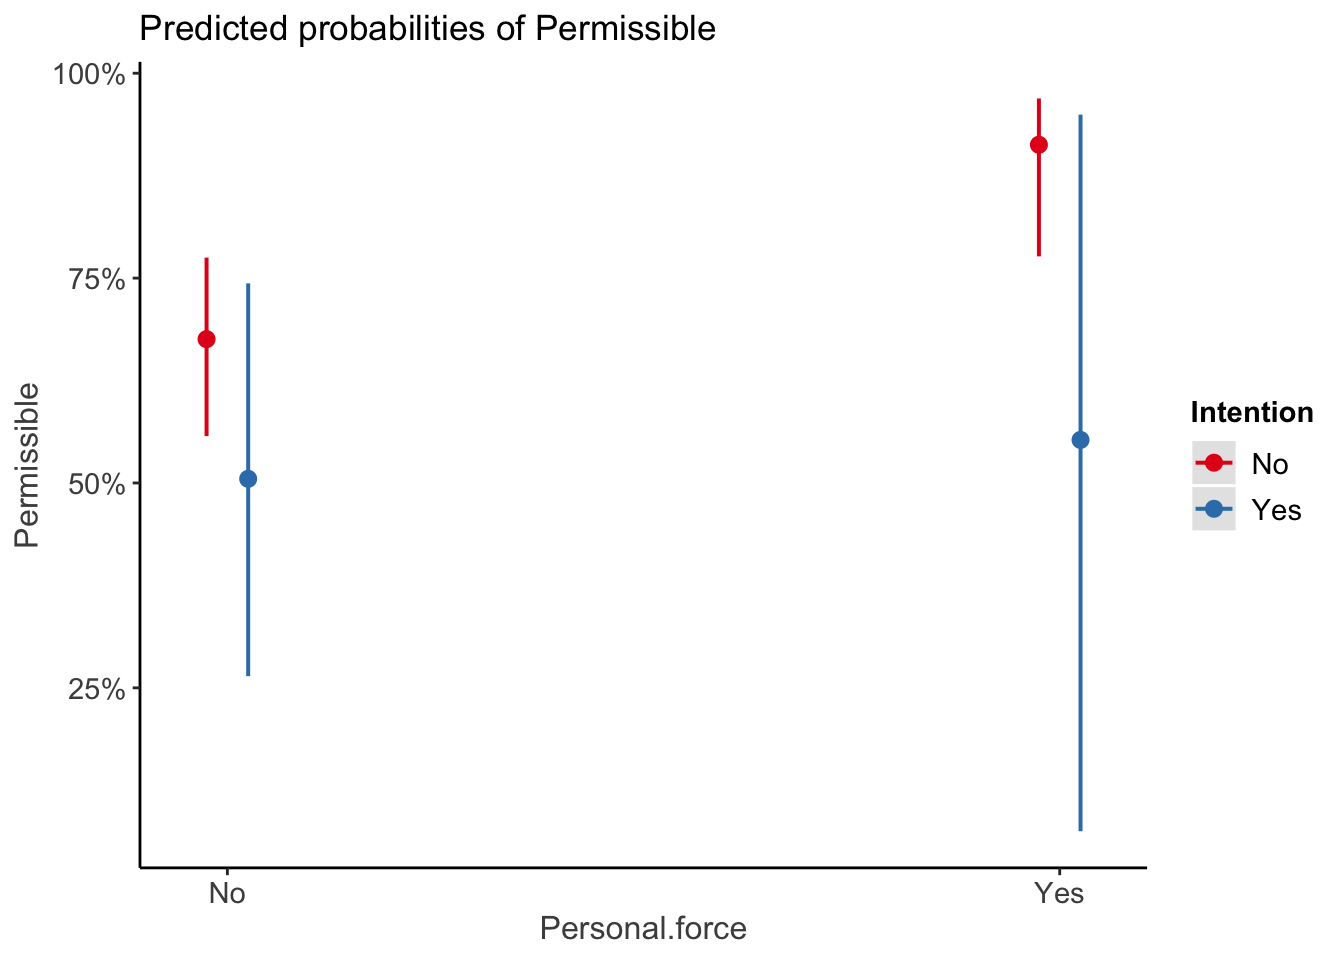 Predicted probabilities of Permissible
100%
75%
50%
25%
Permissible
No
Yes
Personal.force
Intention
No
Yes